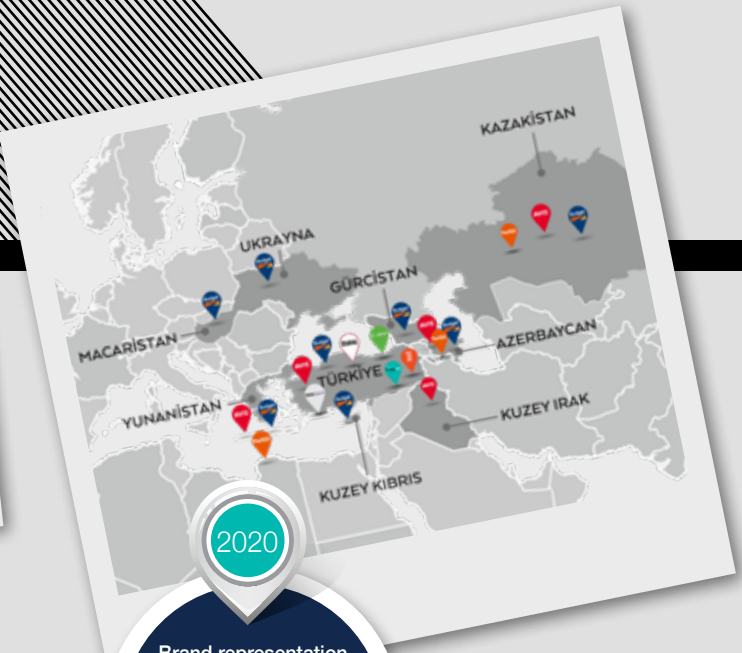 KAZAKİSTAN
UKRAYNA
GÜRCİSTAN
MACARİSTAN
AZERBAYCAN
TÜRKİYE
YUNANİSTAN
KUZEY IRAK
KUZEY KIBRIS
2020
Brand representation